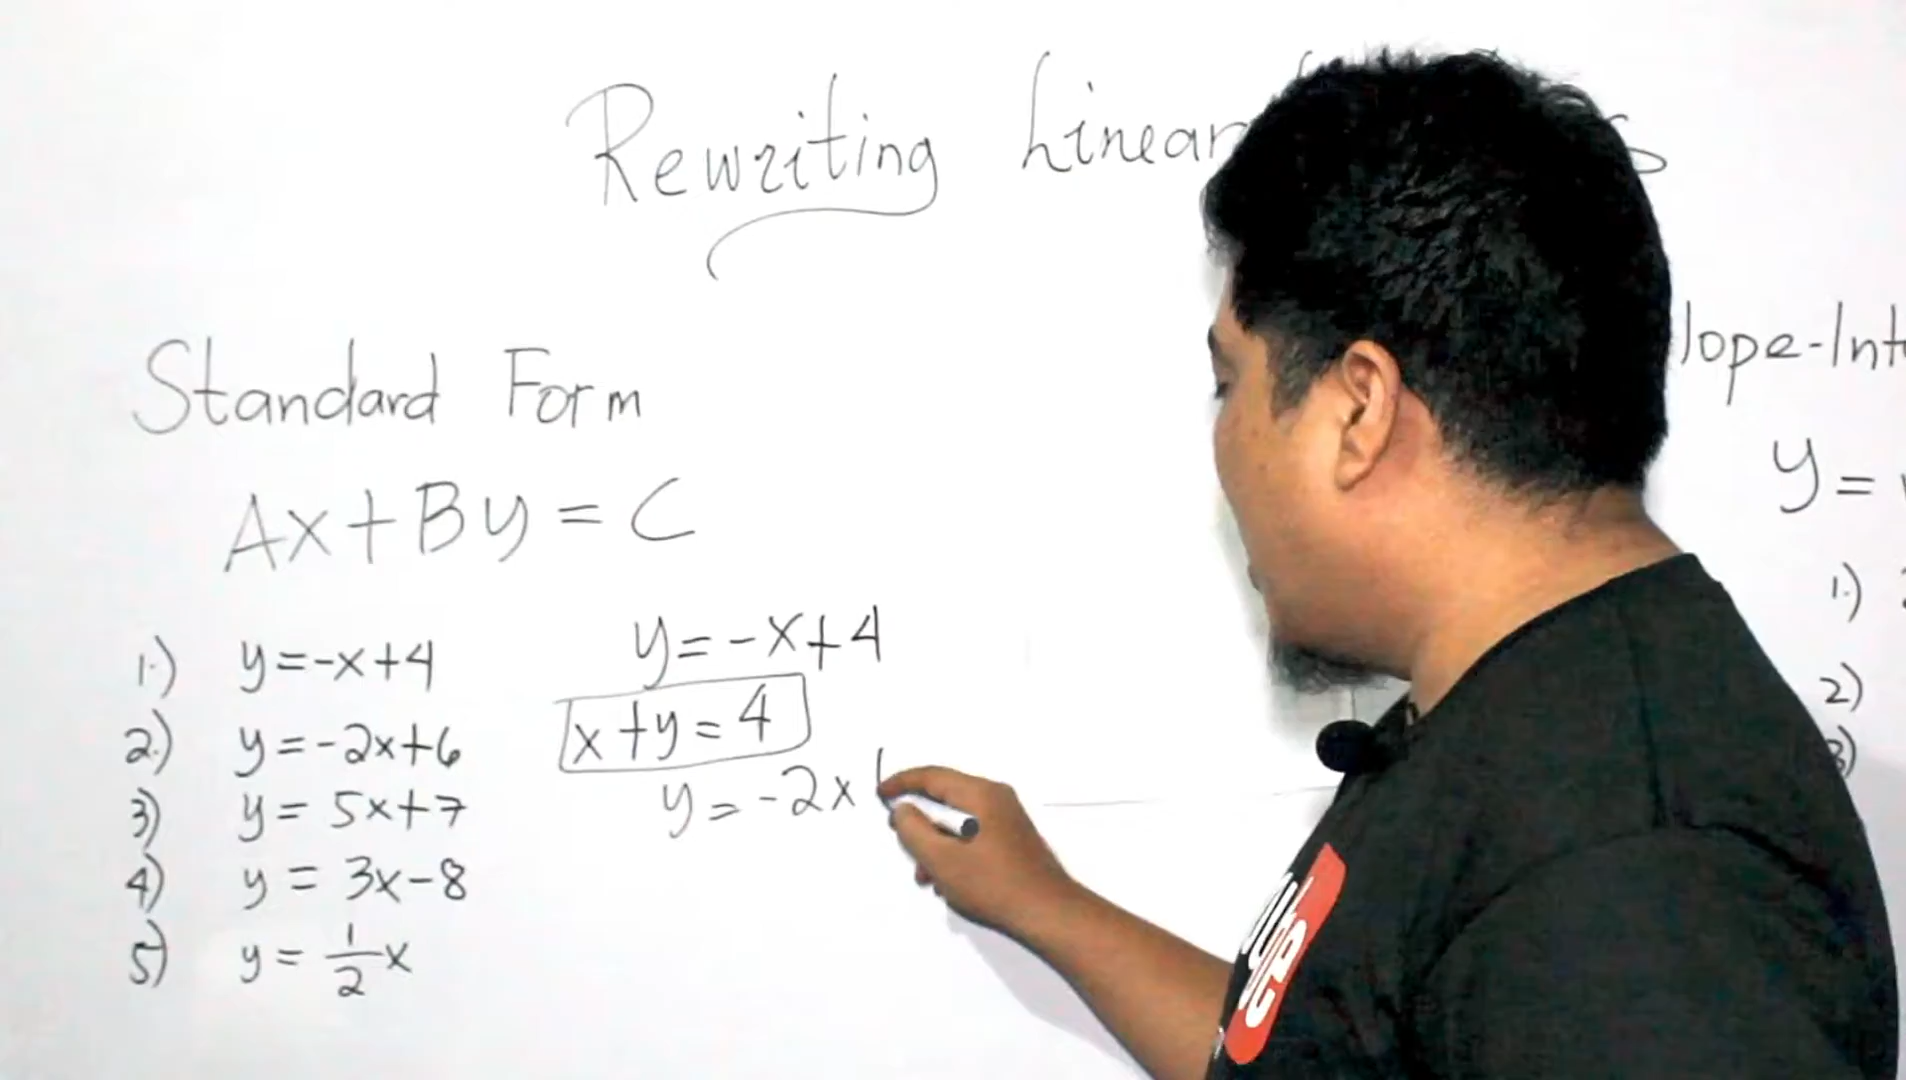 Rewriting Linear
Standard Form
Ax+By=C
1.) y=-x+4
2.) y=-2x+6
3) y=5x+7
4) y=3x-8
5) y=1/2x
y=-x+4
x+y=4
y=-2x
lope-Int
y=
1.)
2)
3)